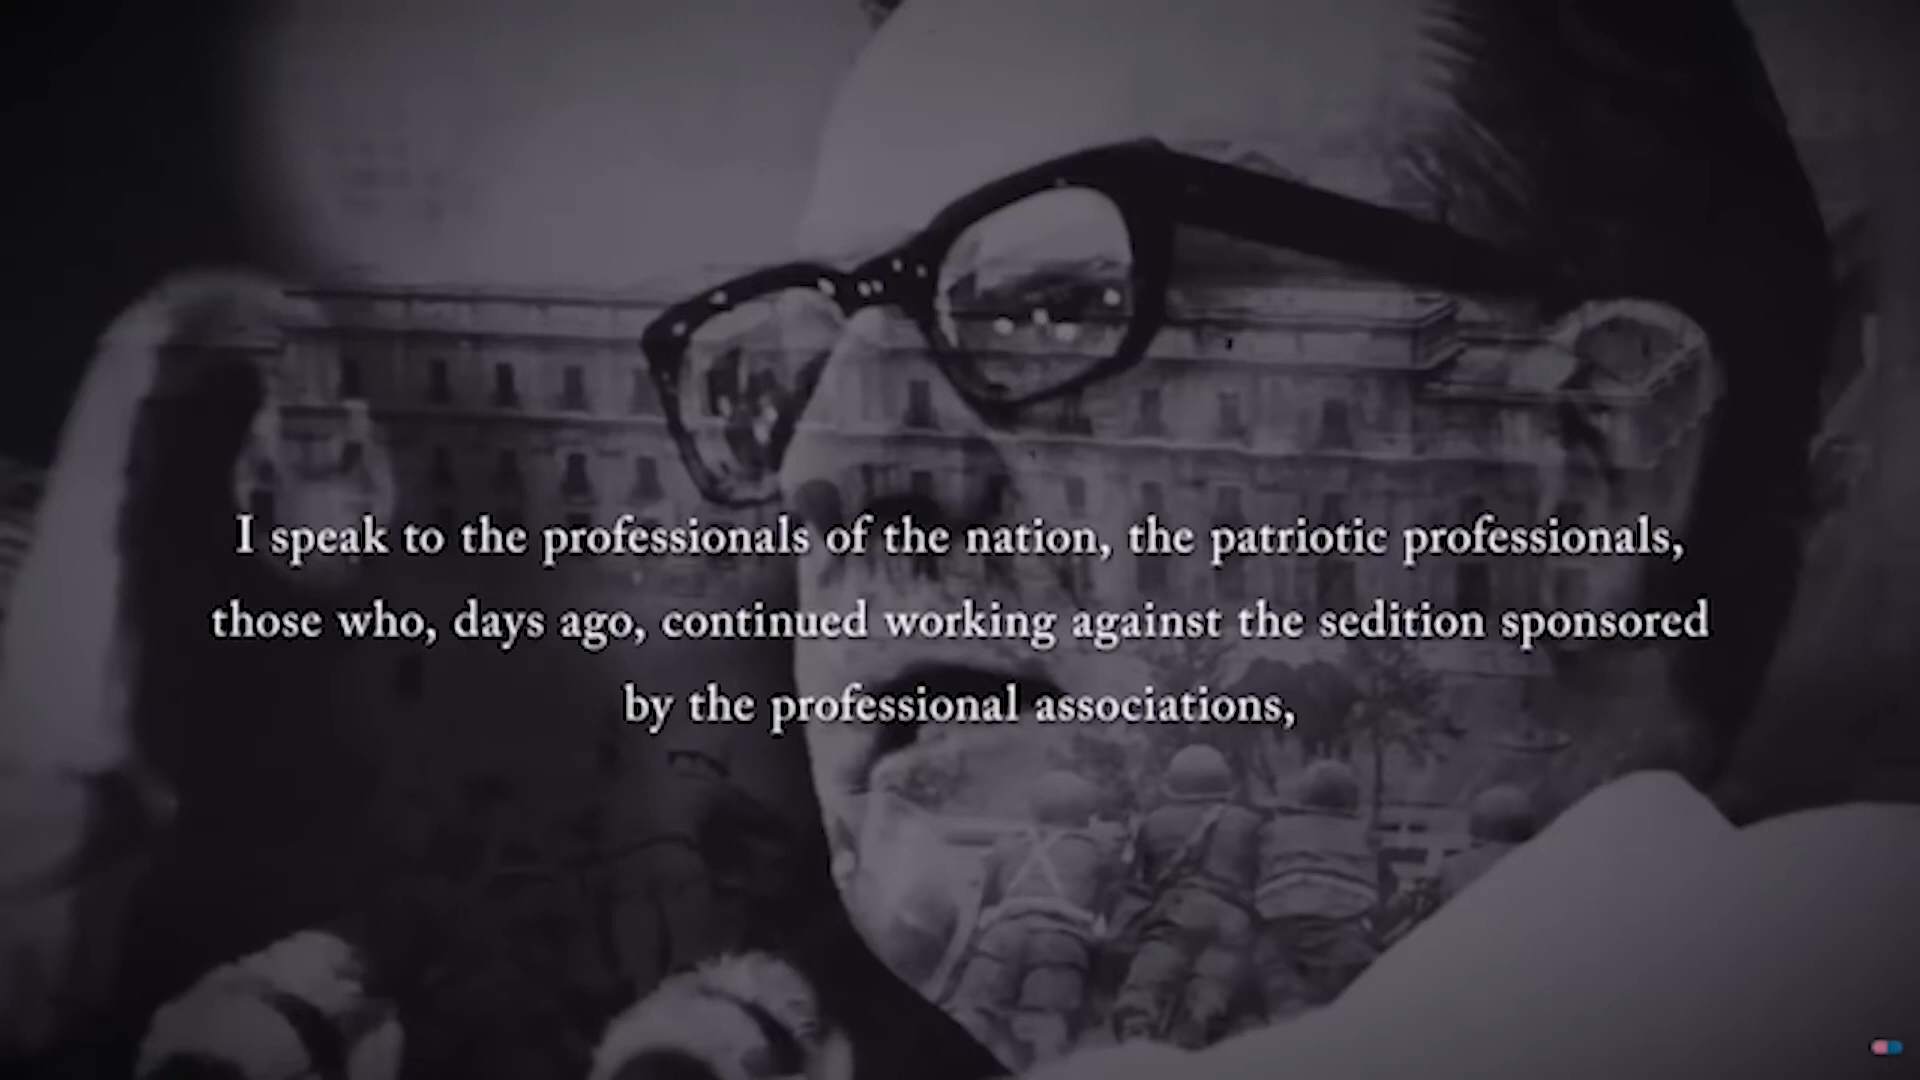 I speak to the professionals of the nation, the patriotic professionals,
those who, days ago, continued working against the sedition sponsored
by the professional associations,